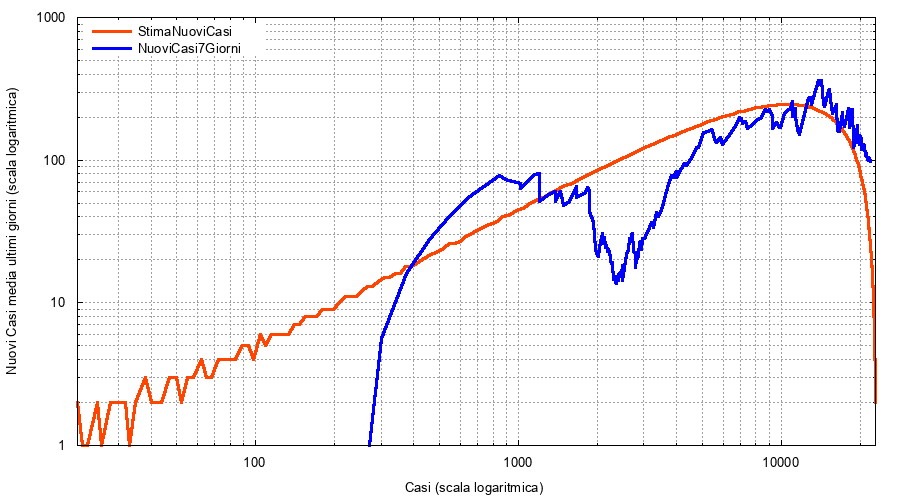 1000
StimaNuoviCasi
NuoviCasi7Giorni
100
10
1
Nuovi Casi media ultimi giorni (scala logaritmica)
100
1000
10000
Casi (scala logaritmica)